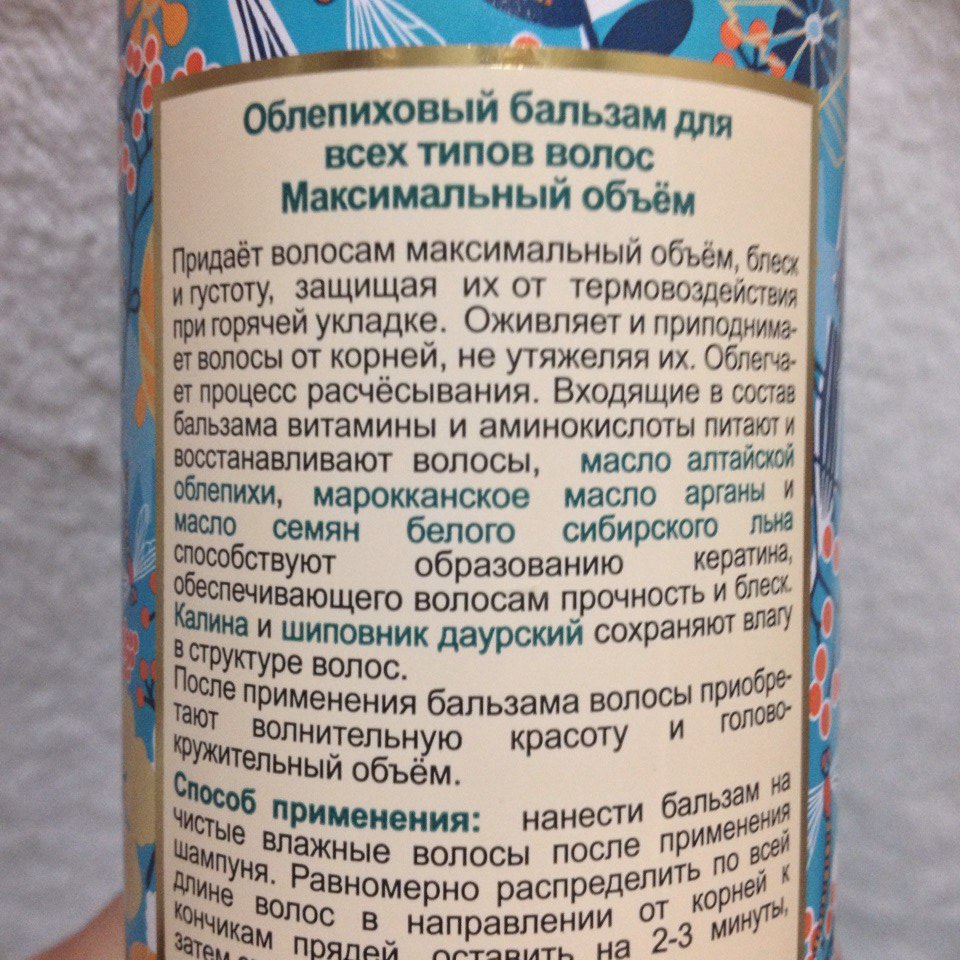 Облепиховый бальзам для
всех типов волос
Максимальный объём
Придаёт волосам максимальный объём, блеск
и густоту, защищая их от термовоздействия
при горячей укладке. Оживляет и приподнима-
ет волосы от корней, не утяжеляя их. Облегча-
ет процесс расчёсывания. Входящие в состав
бальзама витамины и аминокислоты питают и
восстанавливают волосы, масло алтайской
облепихи, марокканское масло арганы и
масло семян белого сибирского льна
способствуют образованию кератина,
обеспечивающего волосам прочность и блеск.
Калина и шиповник даурский сохраняют влагу
в структуре волос.
После применения бальзама волосы приобре-
тают волнительную красоту и голово-
кружительный объём.
Способ применения: нанести бальзам на
чистые влажные волосы после применения
шампуня. Равномерно распределить по всей
длине волос в направлении от корней к
кончикам прядей, оставить на 2-3 минуты,
затем